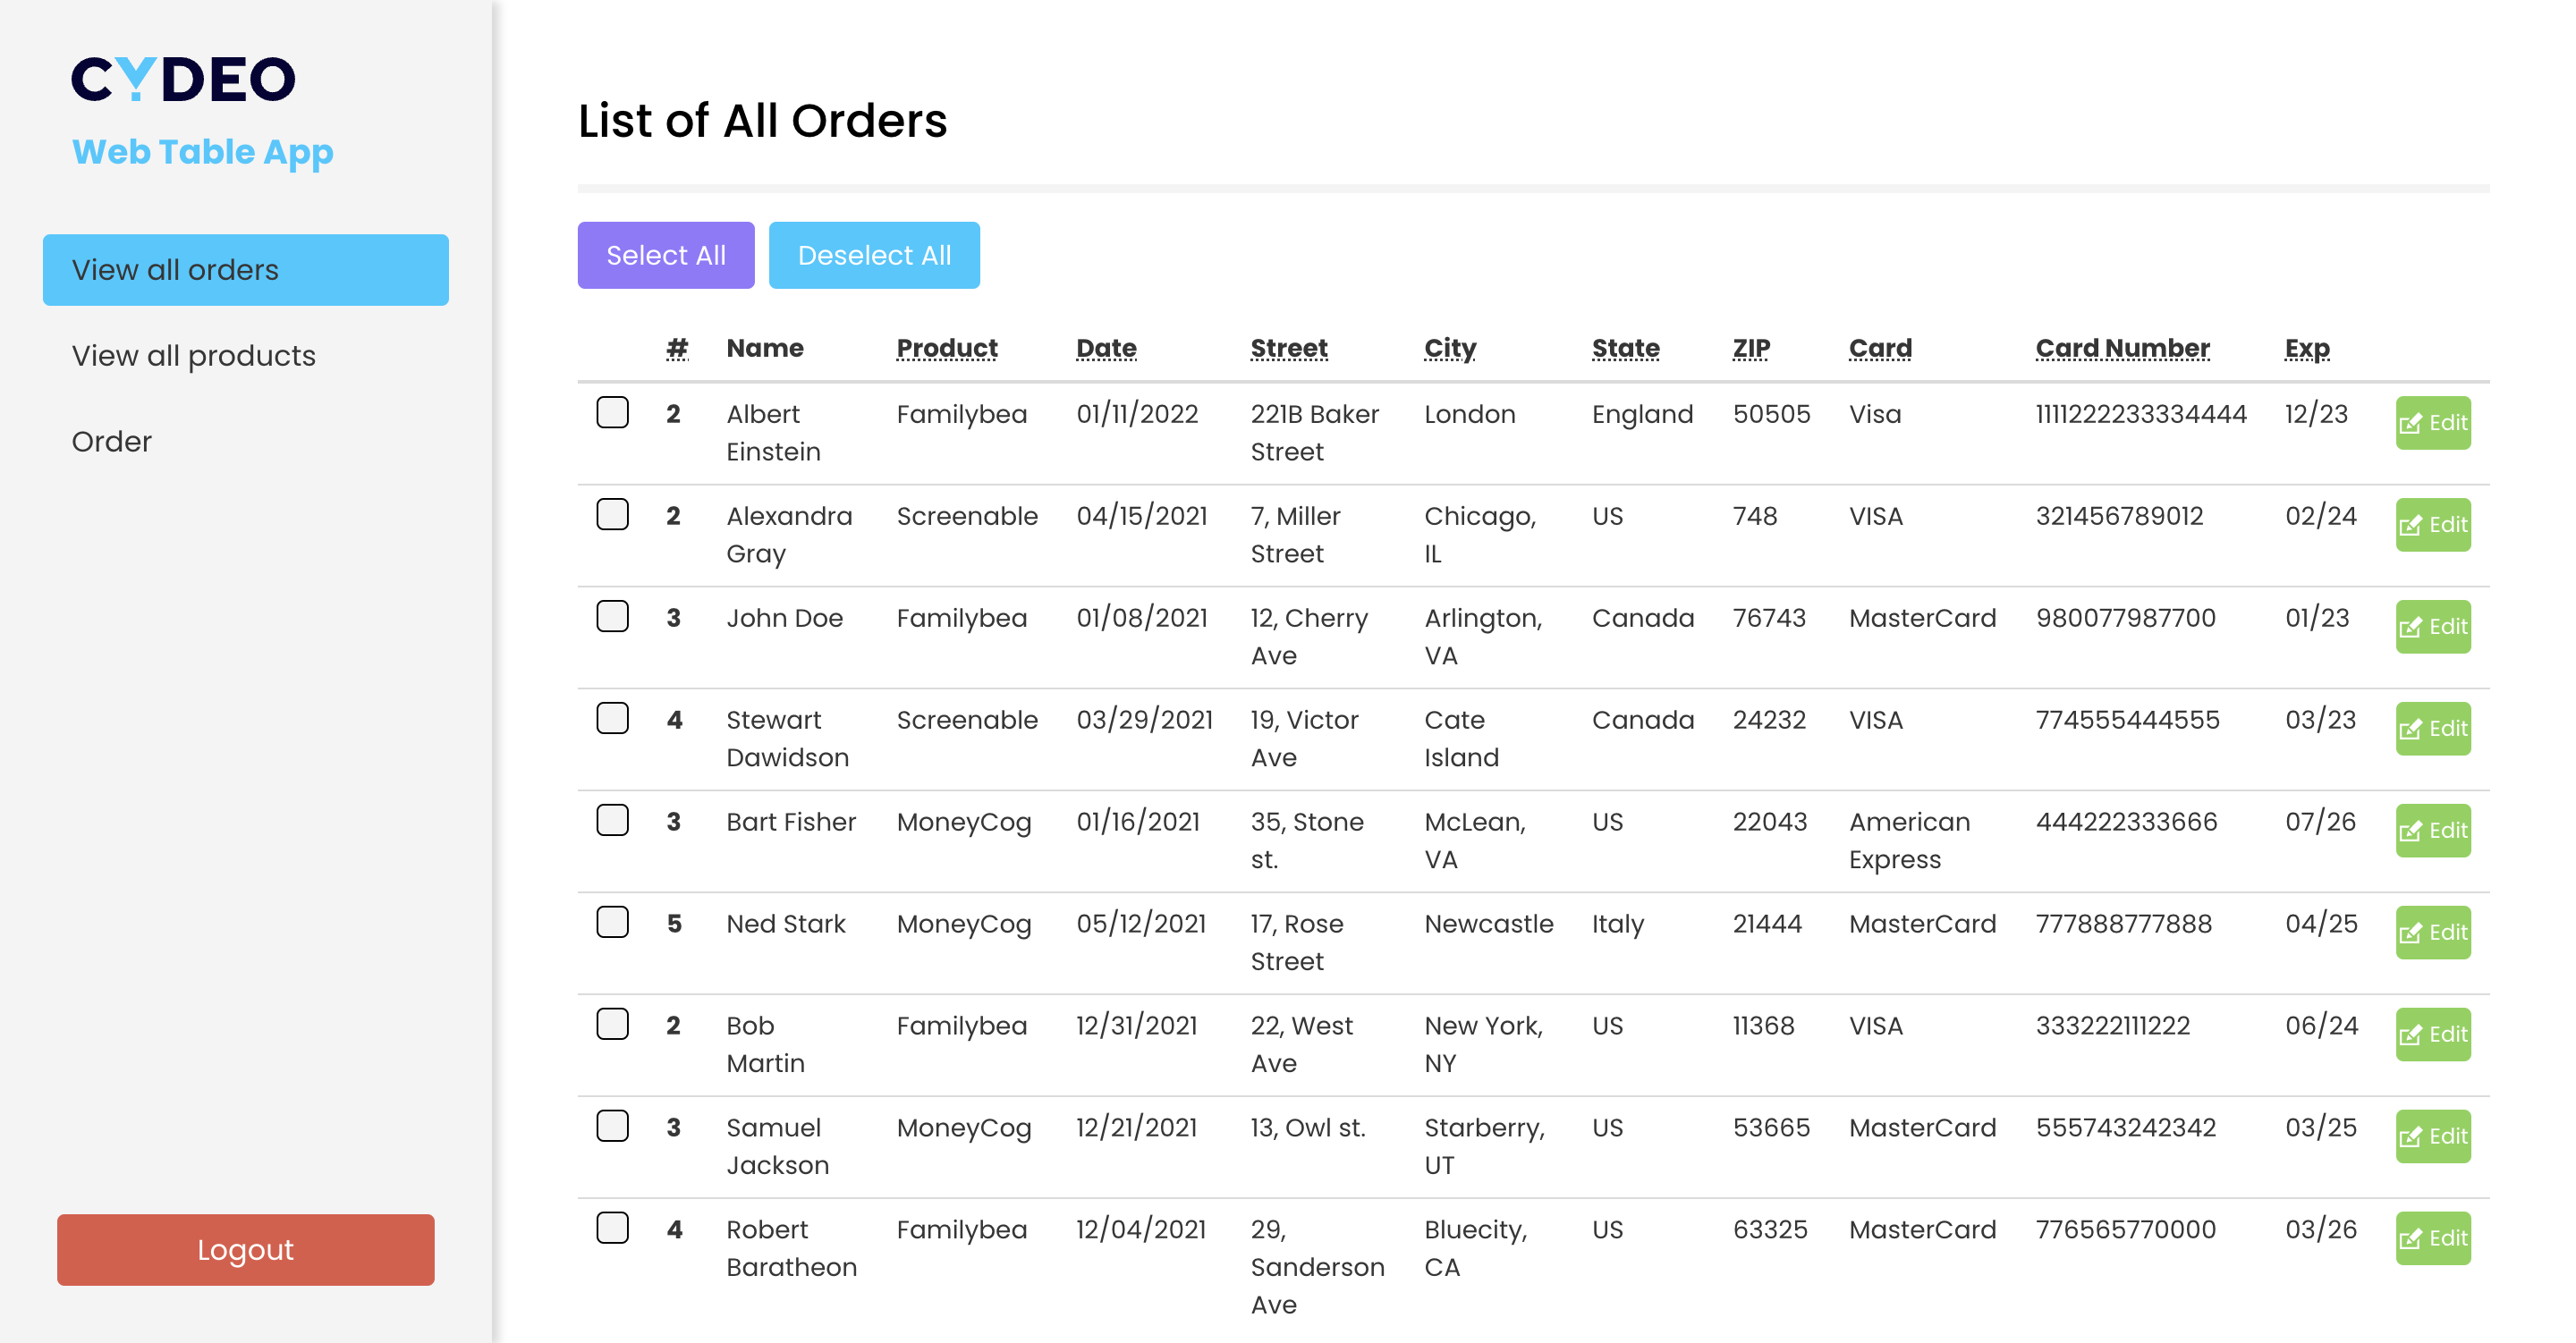 CYDEO
Web Table App
View all orders
View all products
Order
Logout
List of All Orders
Select All Deselect All
# Name Product Date Street City State ZIP Card Card Number Exp
2 Albert Einstein Familybea 01/11/2022 221B Baker Street London England 50505 Visa 1111222233334444 12/23 Edit
2 Alexandra Gray Screenable 04/15/2021 7, Miller Street Chicago, IL US 748 VISA 321456789012 02/24 Edit
3 John Doe Familybea 01/08/2021 12, Cherry Ave Arlington, VA Canada 76743 MasterCard 980077987700 01/23 Edit
4 Stewart Dawidson Screenable 03/29/2021 19, Victor Ave Cate Island Canada 24232 VISA 774555444555 03/23 Edit
3 Bart Fisher MoneyCog 01/16/2021 35, Stone st. McLean, VA US 22043 American Express 444222333666 07/26 Edit
5 Ned Stark MoneyCog 05/12/2021 17, Rose Street Newcastle Italy 21444 MasterCard 777888777888 04/25 Edit
2 Bob Martin Familybea 12/31/2021 22, West Ave New York, NY US 11368 VISA 333222111222 06/24 Edit
3 Samuel Jackson MoneyCog 12/21/2021 13, Owl st. Starberry, UT US 53665 MasterCard 555743242342 03/25 Edit
4 Robert Baratheon Familybea 12/04/2021 29, Sanderson Ave Bluecity, CA US 63325 MasterCard 776565770000 03/26 Edit